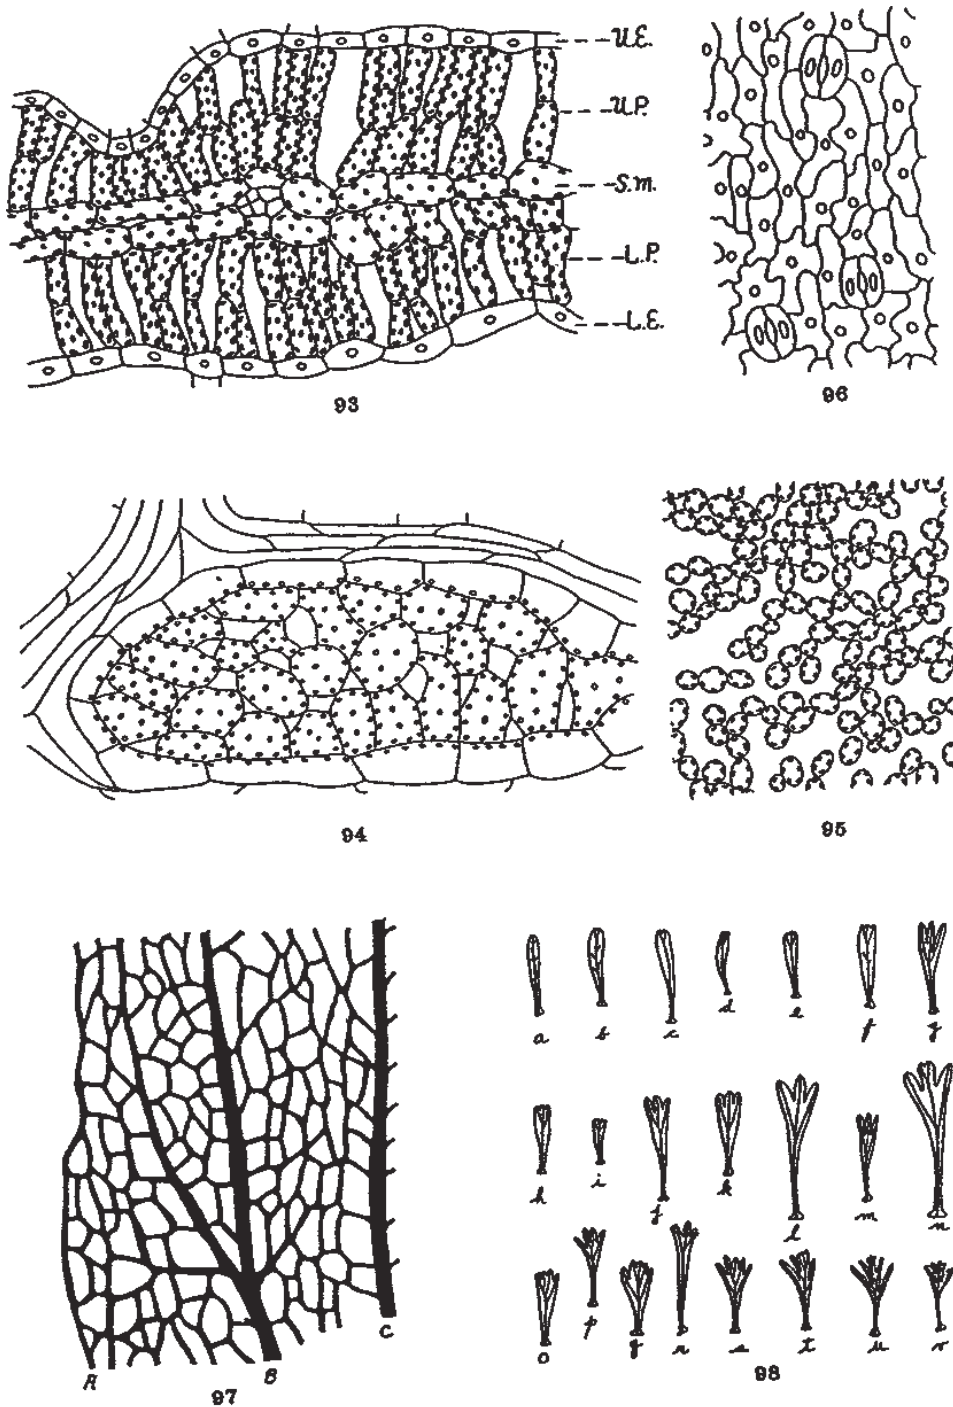 U.E.
U.P.
S.m.
L.P.
L.E.
93
96
94
95
A
B
C
97
a b c d e f g
h i j k l m n
o p q r s t u v
98